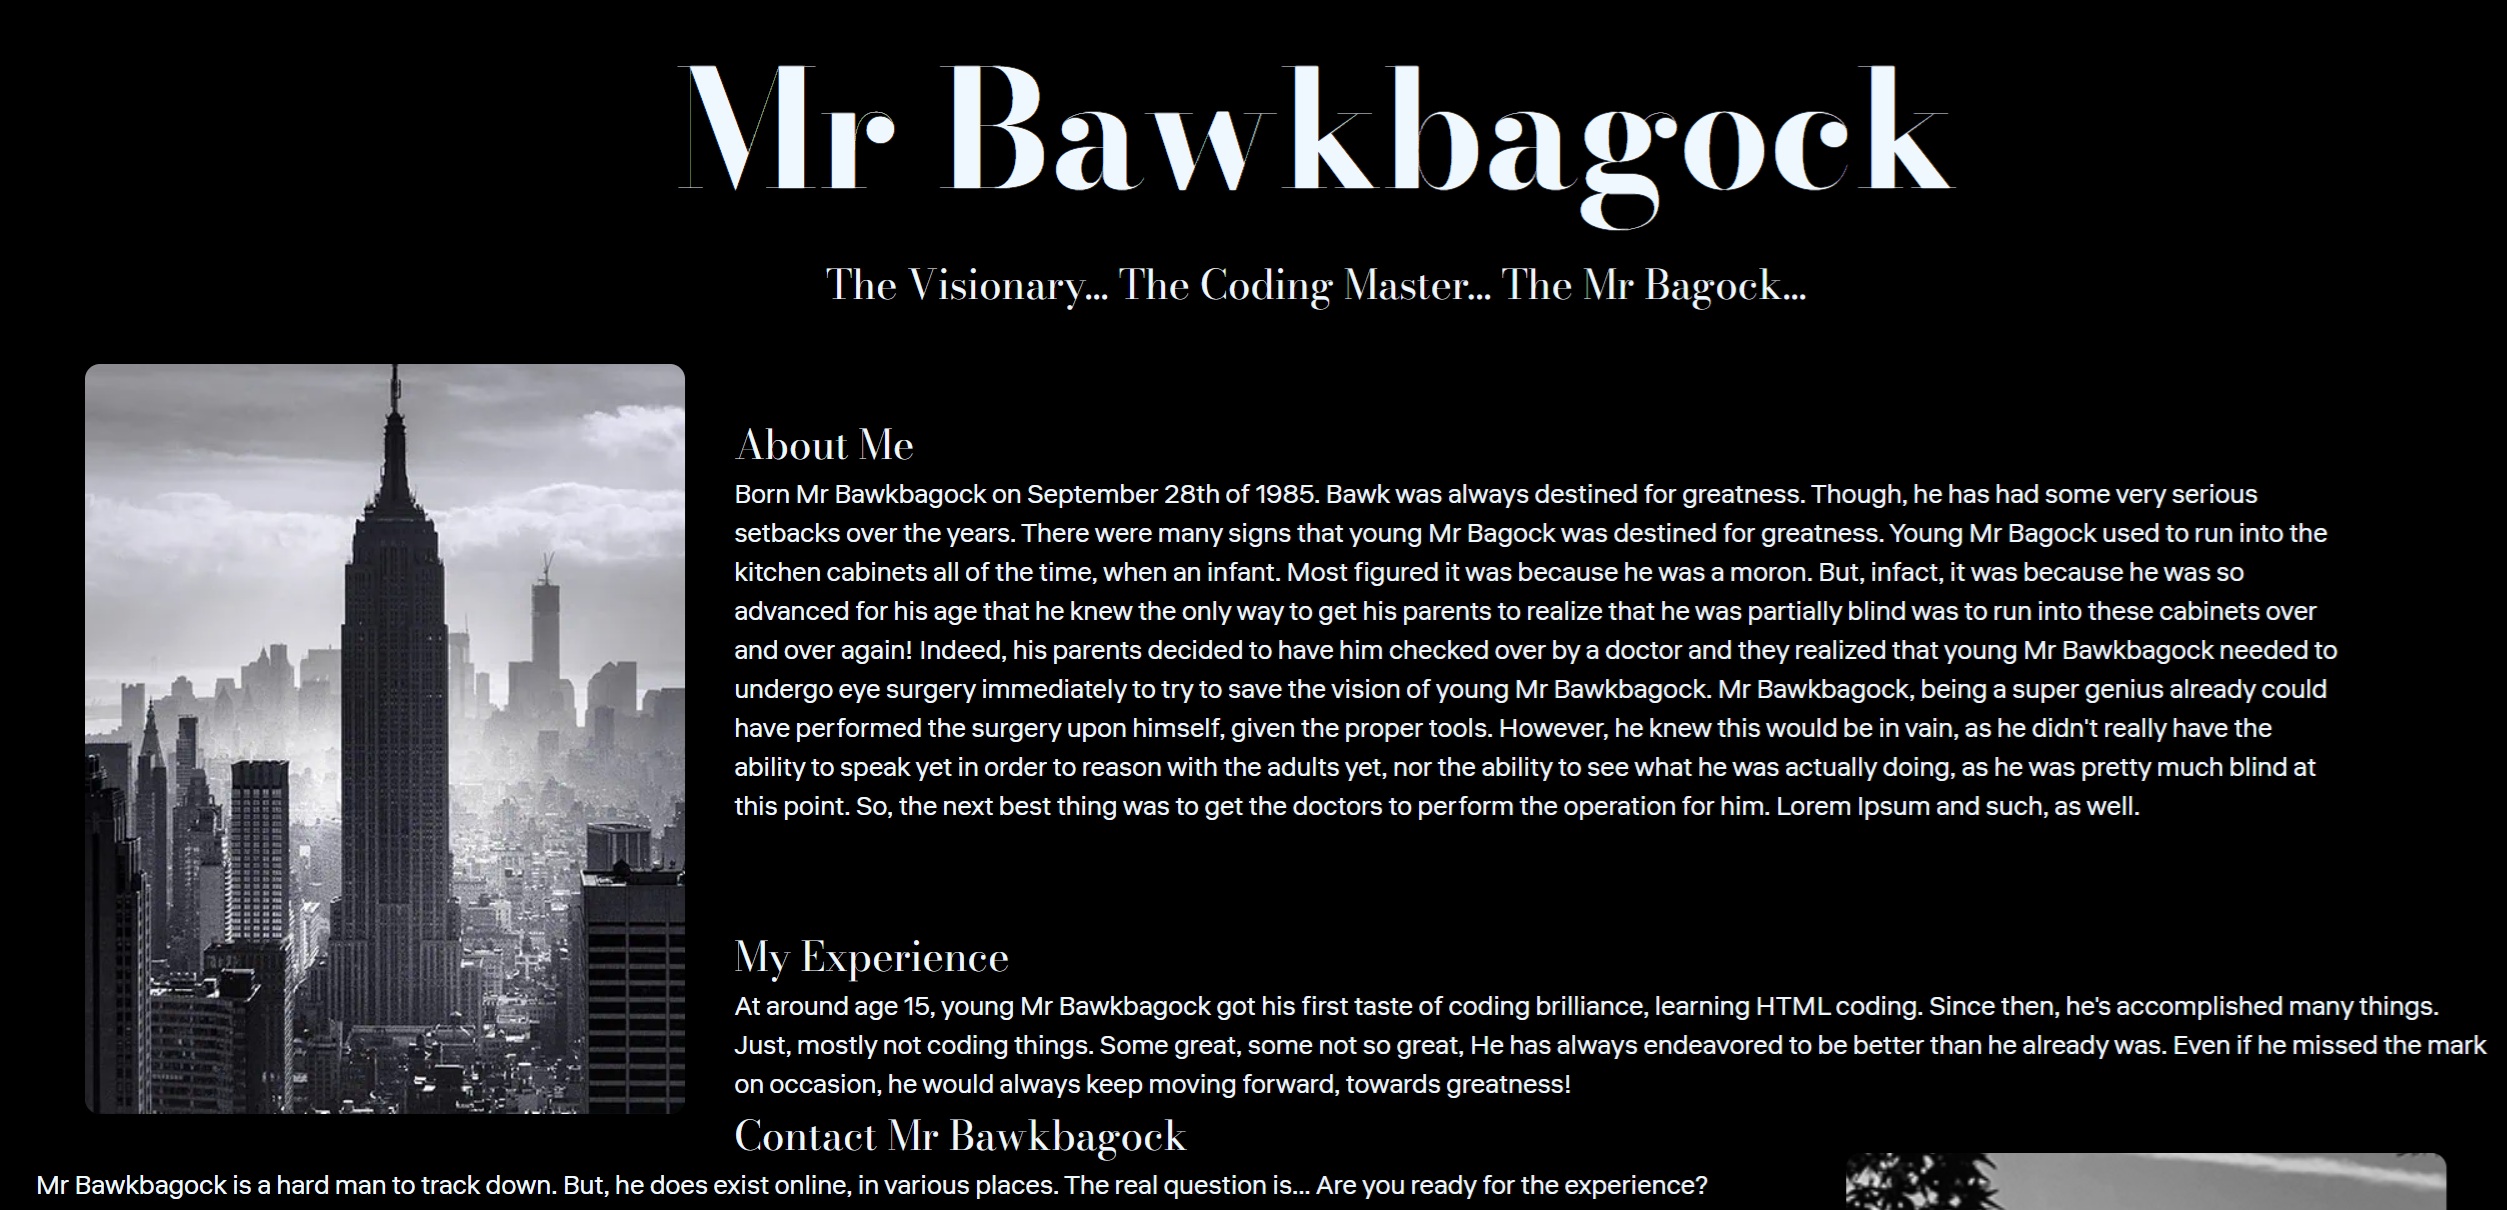 Mr Bawkbagock
The Visionary... The Coding Master... The Mr Bagock...
About Me
Born Mr Bawkbagock on September 28th of 1985. Bawk was always destined for greatness. Though, he has had some very serious
setbacks over the years. There were many signs that young Mr Bagock was destined for greatness. Young Mr Bagock used to run into the
kitchen cabinets all of the time, when an infant. Most figured it was because he was a moron. But, infact, it was because he was so
advanced for his age that he knew the only way to get his parents to realize that he was partially blind was to run into these cabinets over
and over again! Indeed, his parents decided to have him checked over by a doctor and they realized that young Mr Bawkbagock needed to
undergo eye surgery immediately to try to save the vision of young Mr Bawkbagock. Mr Bawkbagock, being a super genius already could
have performed the surgery upon himself, given the proper tools. However, he knew this would be in vain, as he didn't really have the
ability to speak yet in order to reason with the adults yet, nor the ability to see what he was actually doing, as he was pretty much blind at
this point. So, the next best thing was to get the doctors to perform the operation for him. Lorem Ipsum and such, as well.
My Experience
At around age 15, young Mr Bawkbagock got his first taste of coding brilliance, learning HTML coding. Since then, he's accomplished many things.
Just, mostly not coding things. Some great, some not so great, He has always endeavored to be better than he already was. Even if he missed the mark
on occasion, he would always keep moving forward, towards greatness!
Contact Mr Bawkbagock
Mr Bawkbagock is a hard man to track down. But, he does exist online, in various places. The real question is... Are you ready for the experience?